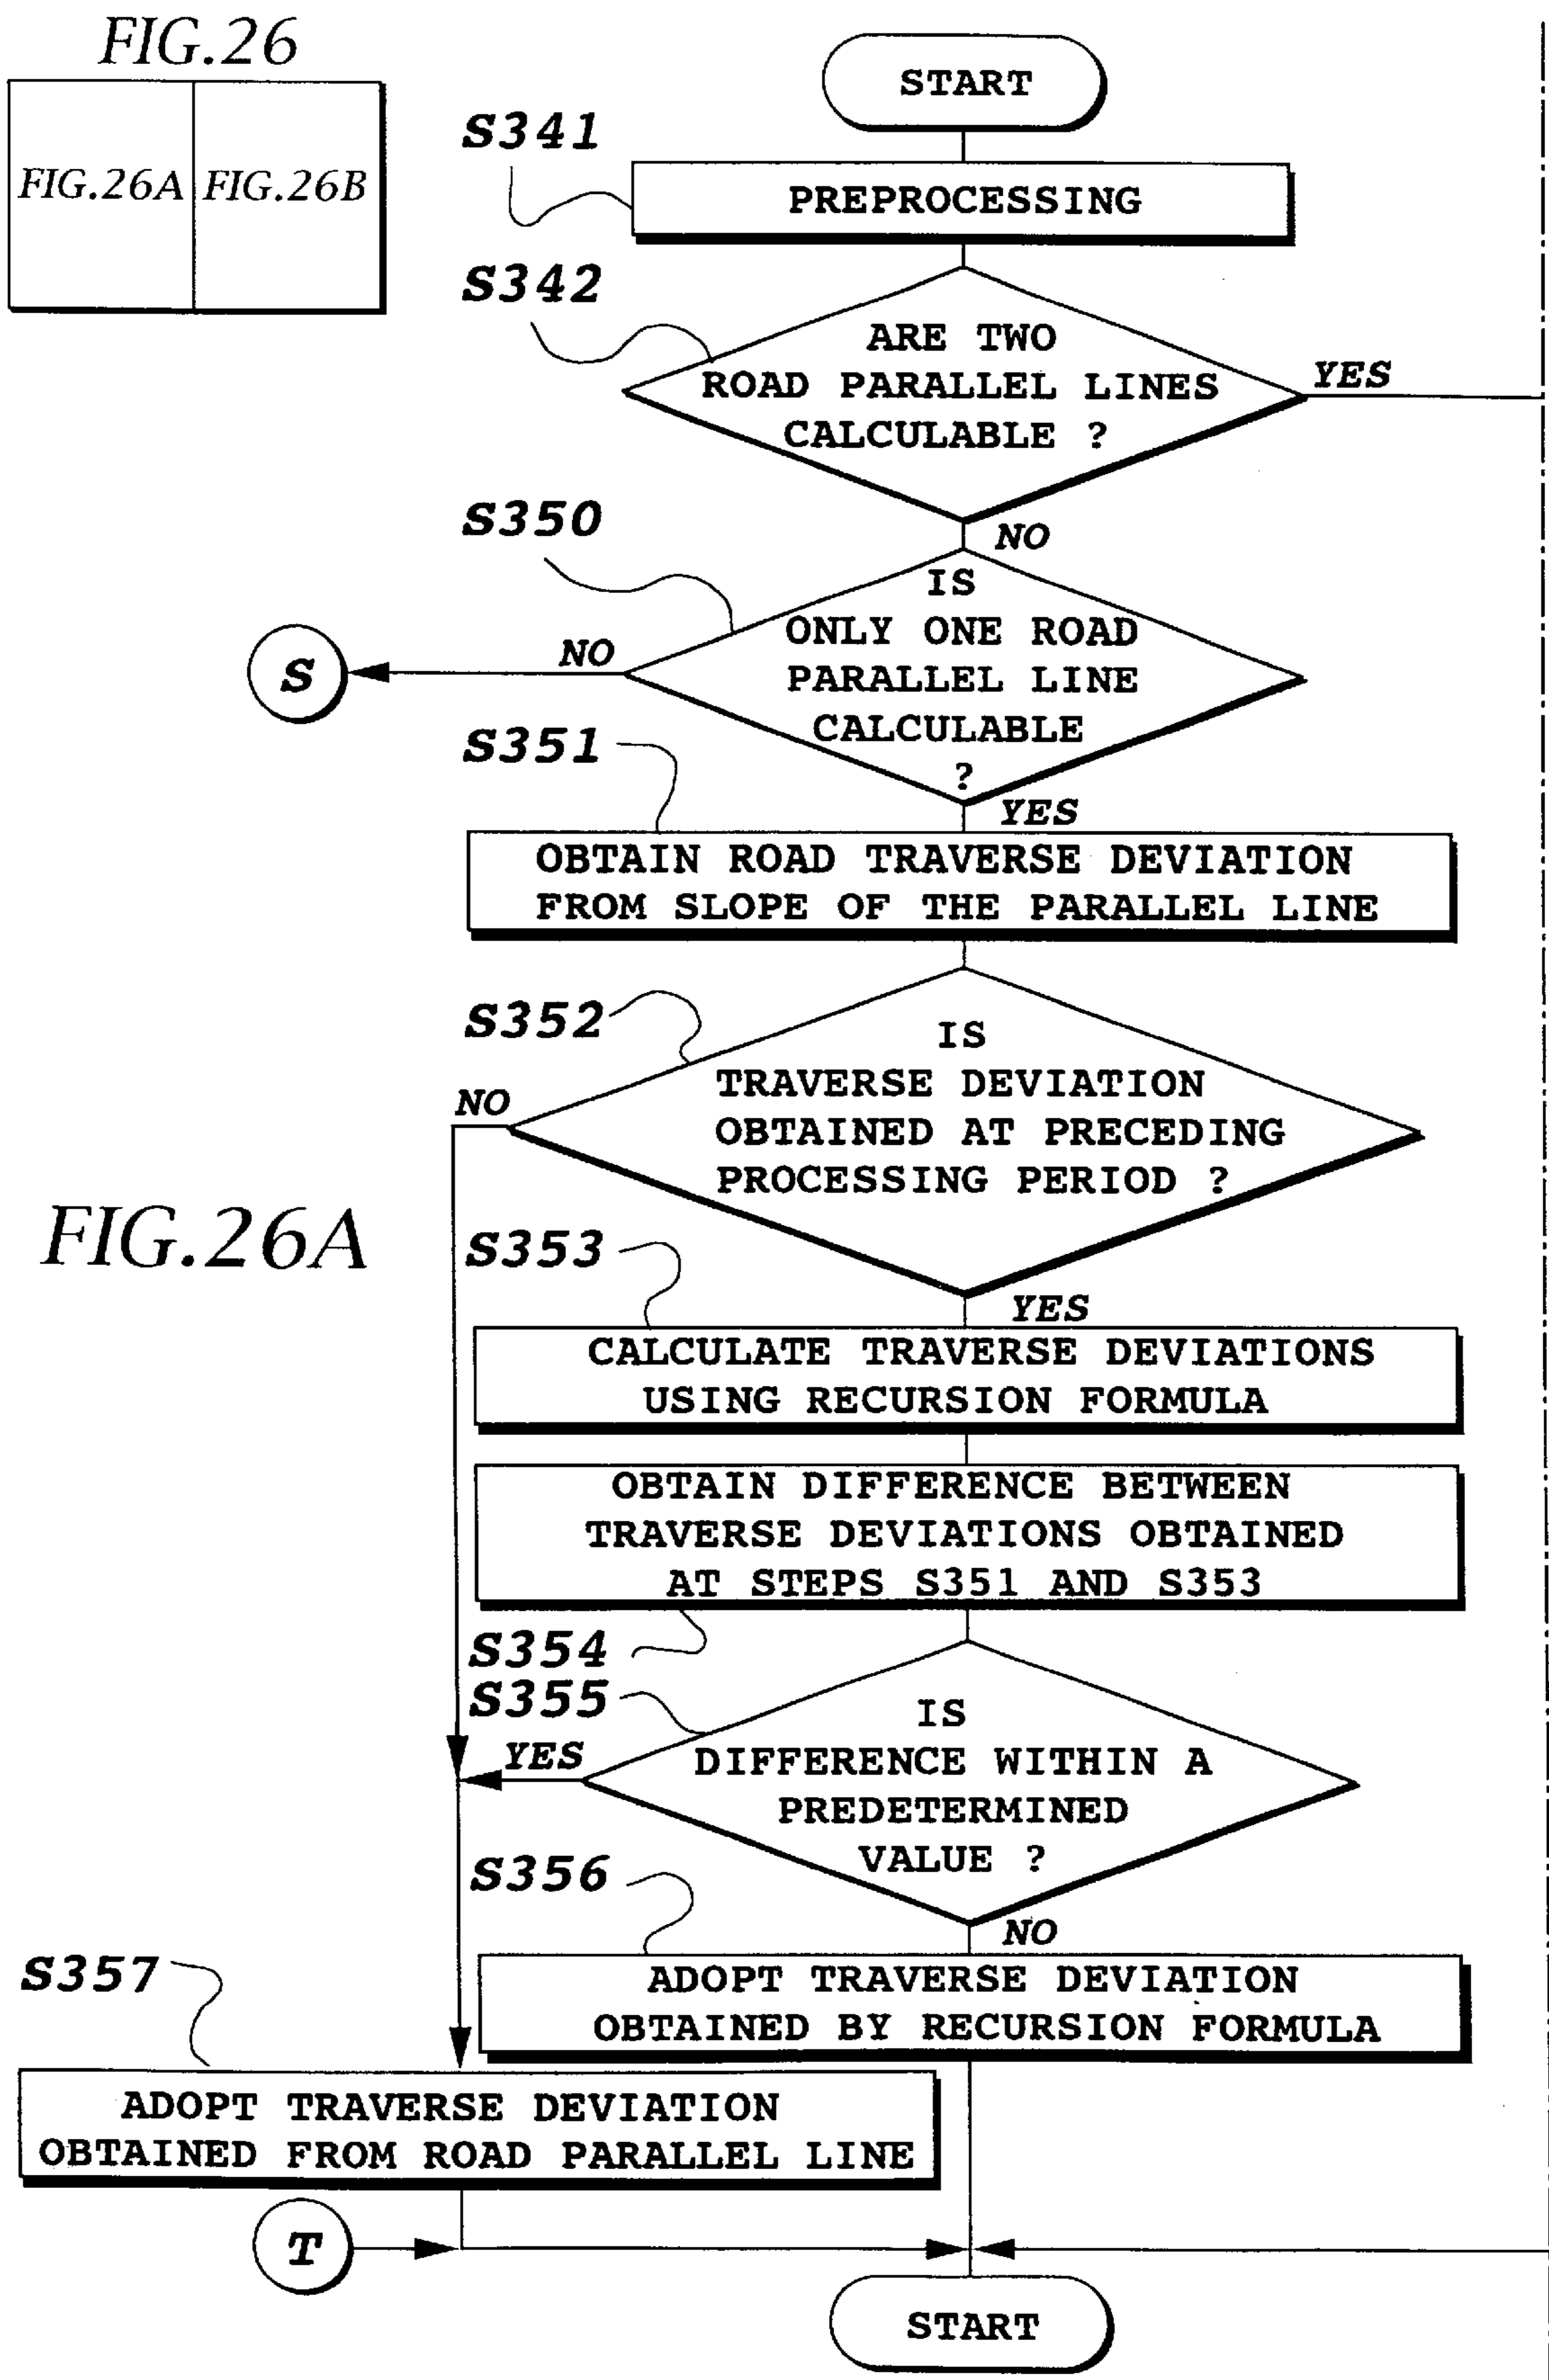 FIG.26
FIG.26A
FIG.26B
START
S341
PREPROCESSING
S342
ARE TWO
ROAD PARALLEL LINES
CALCULABLE ?
YES
NO
S350
IS
ONLY ONE ROAD
PARALLEL LINE
CALCULABLE
?
NO
S
YES
S351
OBTAIN ROAD TRAVERSE DEVIATION
FROM SLOPE OF THE PARALLEL LINE
S352
IS
TRAVERSE DEVIATION
OBTAINED AT PRECEDING
PROCESSING PERIOD ?
NO
YES
FIG.26A
S353
CALCULATE TRAVERSE DEVIATIONS
USING RECURSION FORMULA
OBTAIN DIFFERENCE BETWEEN
TRAVERSE DEVIATIONS OBTAINED
AT STEPS S351 AND S353
S354
S355
IS
DIFFERENCE WITHIN A
PREDETERMINED
VALUE ?
YES
NO
S356
ADOPT TRAVERSE DEVIATION
OBTAINED BY RECURSION FORMULA
S357
ADOPT TRAVERSE DEVIATION
OBTAINED FROM ROAD PARALLEL LINE
T
START